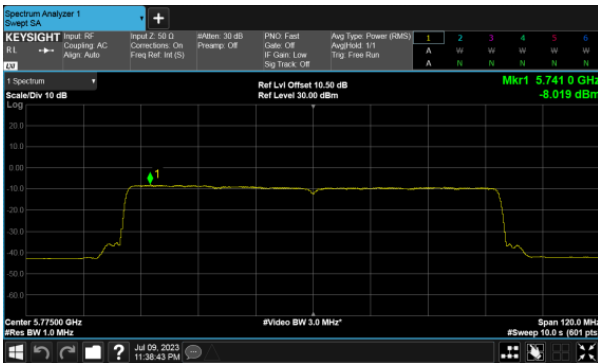 Spectrum Analyzer 1
Swept SA
+
KEYSIGHT Input: RF Input Z: 50 Ω #Atten: 30 dB PNO: Fast Avg Type: Power (RMS) 1 2 3 4 5 6
RL Coupling: AC Corrections: On Preamp: Off Gate: Off Avg|Hold: 1/1 A W W W W W
Align: Auto Freq Ref: Int (S) IF Gain: Low Trig: Free Run
LXI Sig Track: Off A N N N N N
1 Spectrum Ref Lvl Offset 10.50 dB Mkr1 5.741 0 GHz
Scale/Div 10 dB Ref Level 30.00 dBm -8.019 dBm
Log
20.0
10.0
0.00
1
-10.0
-20.0
-30.0
-40.0
-50.0
-60.0
Center 5.77500 GHz #Video BW 3.0 MHz* Span 120.0 MHz
#Res BW 1.0 MHz #Sweep 10.0 s (601 pts)
? Jul 09, 2023
11:38:43 PM